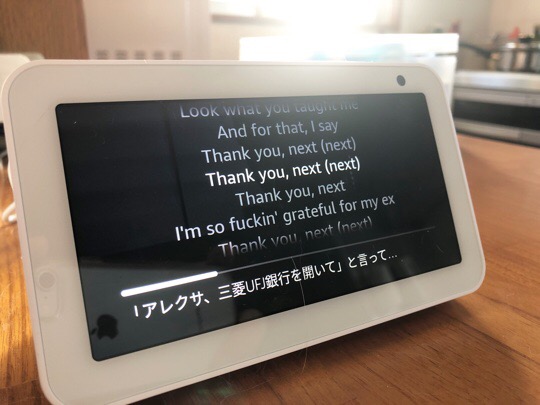 Look what you taught me
And for that, I say
Thank you, next (next)
Thank you, next (next)
Thank you, next
I'm so fuckin' grateful for my ex
Thank you, next (next)
「アレクサ、三菱UFJ銀行を開いて」と言って...